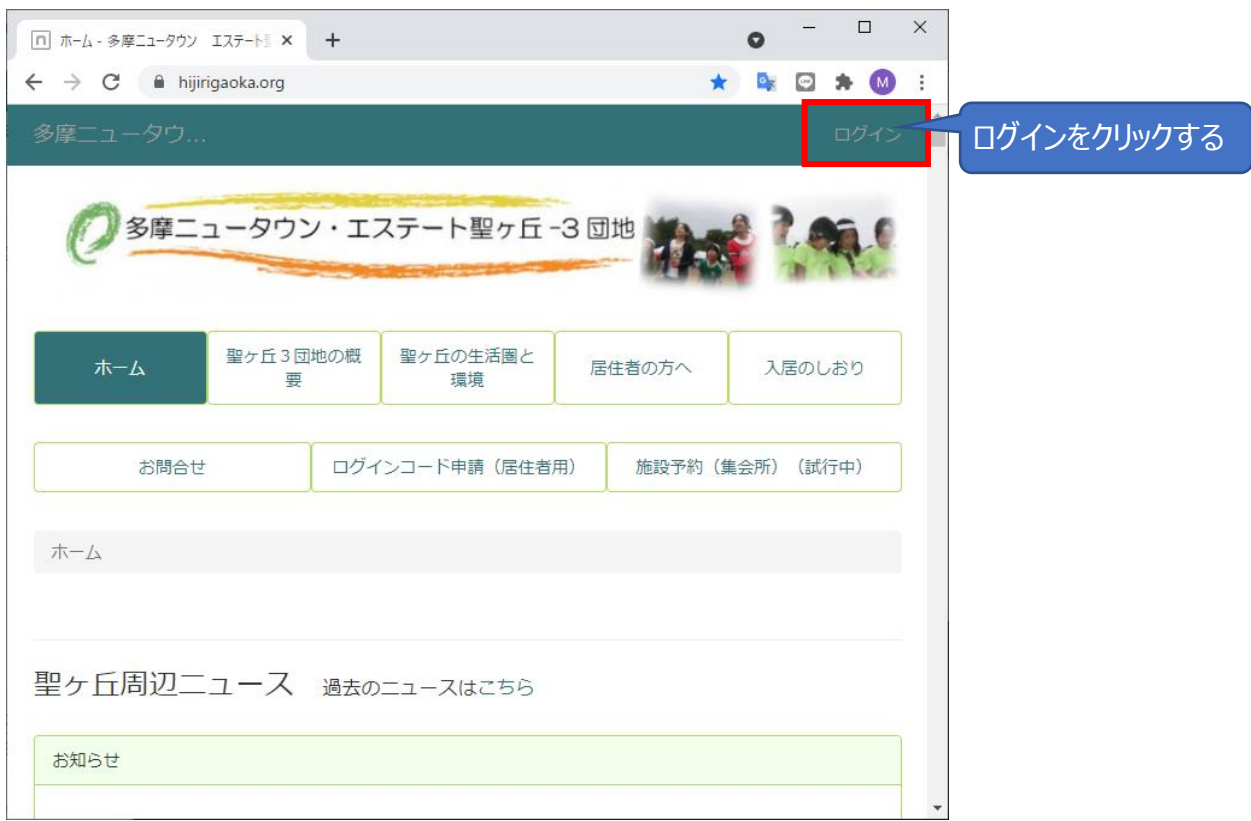 ホーム - 多摩ニュータウン エステート
hijirigaoka.org
M
多摩ニュータウ...
ログイン
ログインをクリックする
多摩ニュータウン・エステート聖ヶ丘-3団地
ホーム
聖ヶ丘3団地の概
要
聖ヶ丘の生活圏と
環境
居住者の方へ
入居のしおり
お問合せ
ログインコード申請（居住者用）
施設予約（集会所）（試行中）
ホーム
聖ヶ丘周辺ニュース 過去のニュースはこちら
お知らせ